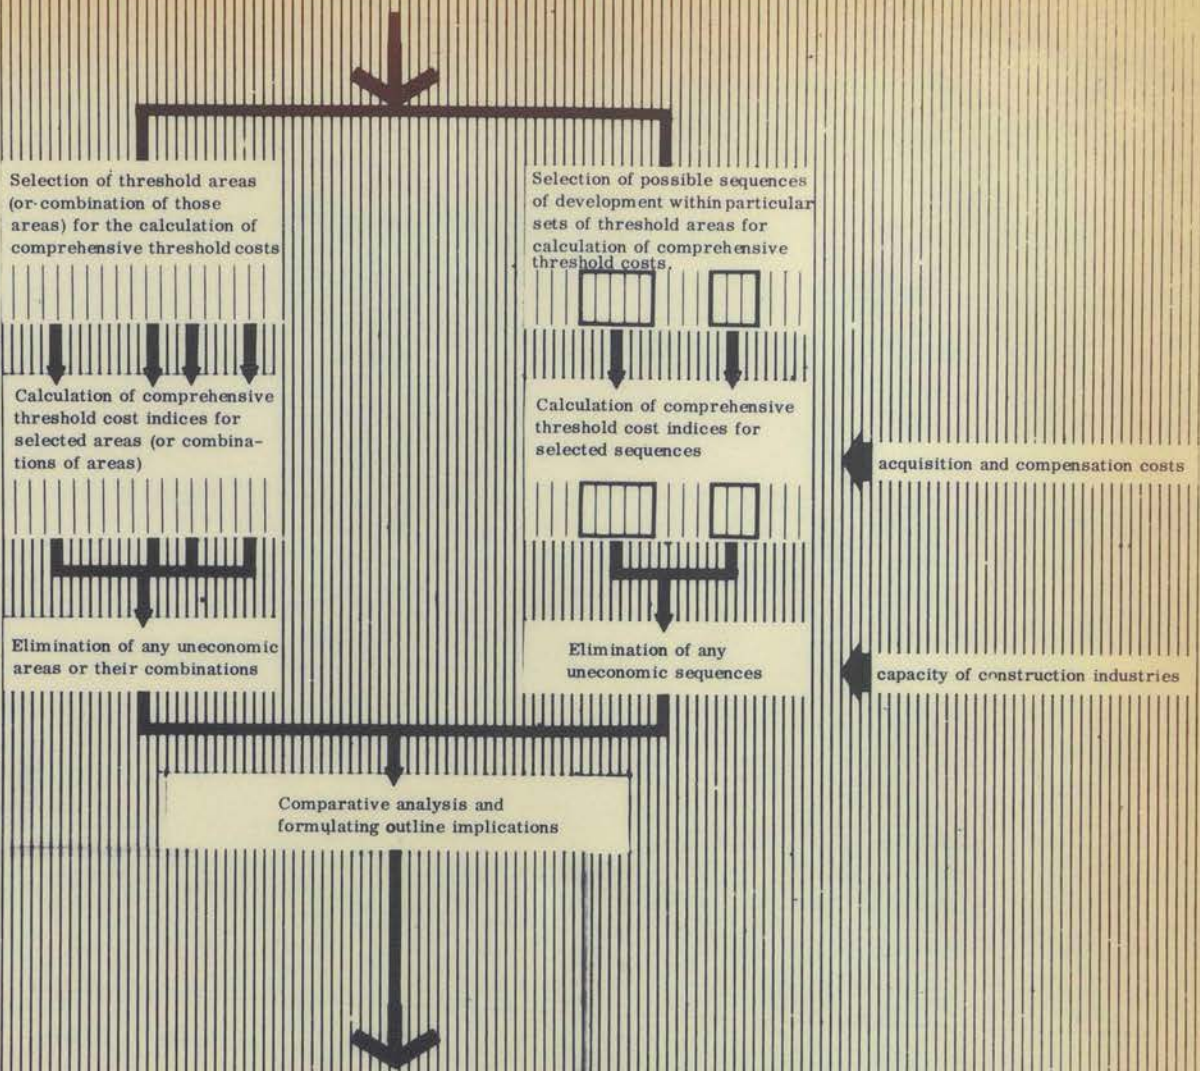 Selection of threshold areas
(or combination of those
areas) for the calculation of
comprehensive threshold costs
Selection of possible sequences
of development within particular
sets of threshold areas for
calculation of comprehensive
threshold costs.
Calculation of comprehensive
threshold cost indices for
selected areas (or combina-
tions of areas)
Calculation of comprehensive
threshold cost indices for
selected sequences
acquisition and compensation costs
Elimination of any uneconomic
areas or their combinations
Elimination of any
uneconomic sequences
capacity of construction industries
Comparative analysis and
formulating outline implications